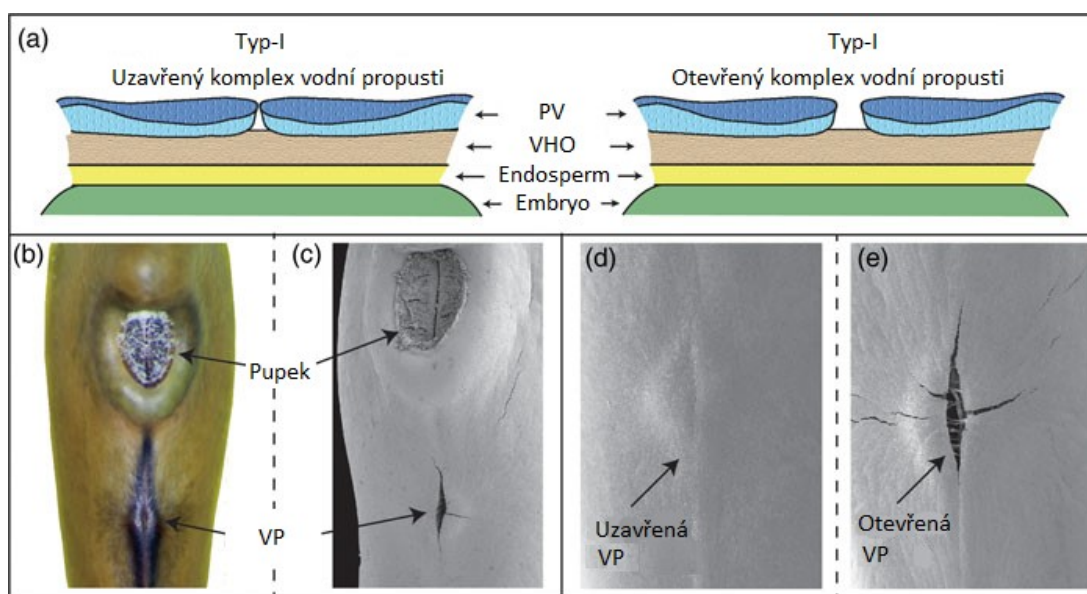 (a)
Typ-I
Uzavřený komplex vodní propusti
Typ-I
Otevřený komplex vodní propusti
PV
VHO
Endosperm
Embryo
(b)
(c)
(d)
(e)
Pupek
VP
Uzavřená
VP
Otevřená
VP